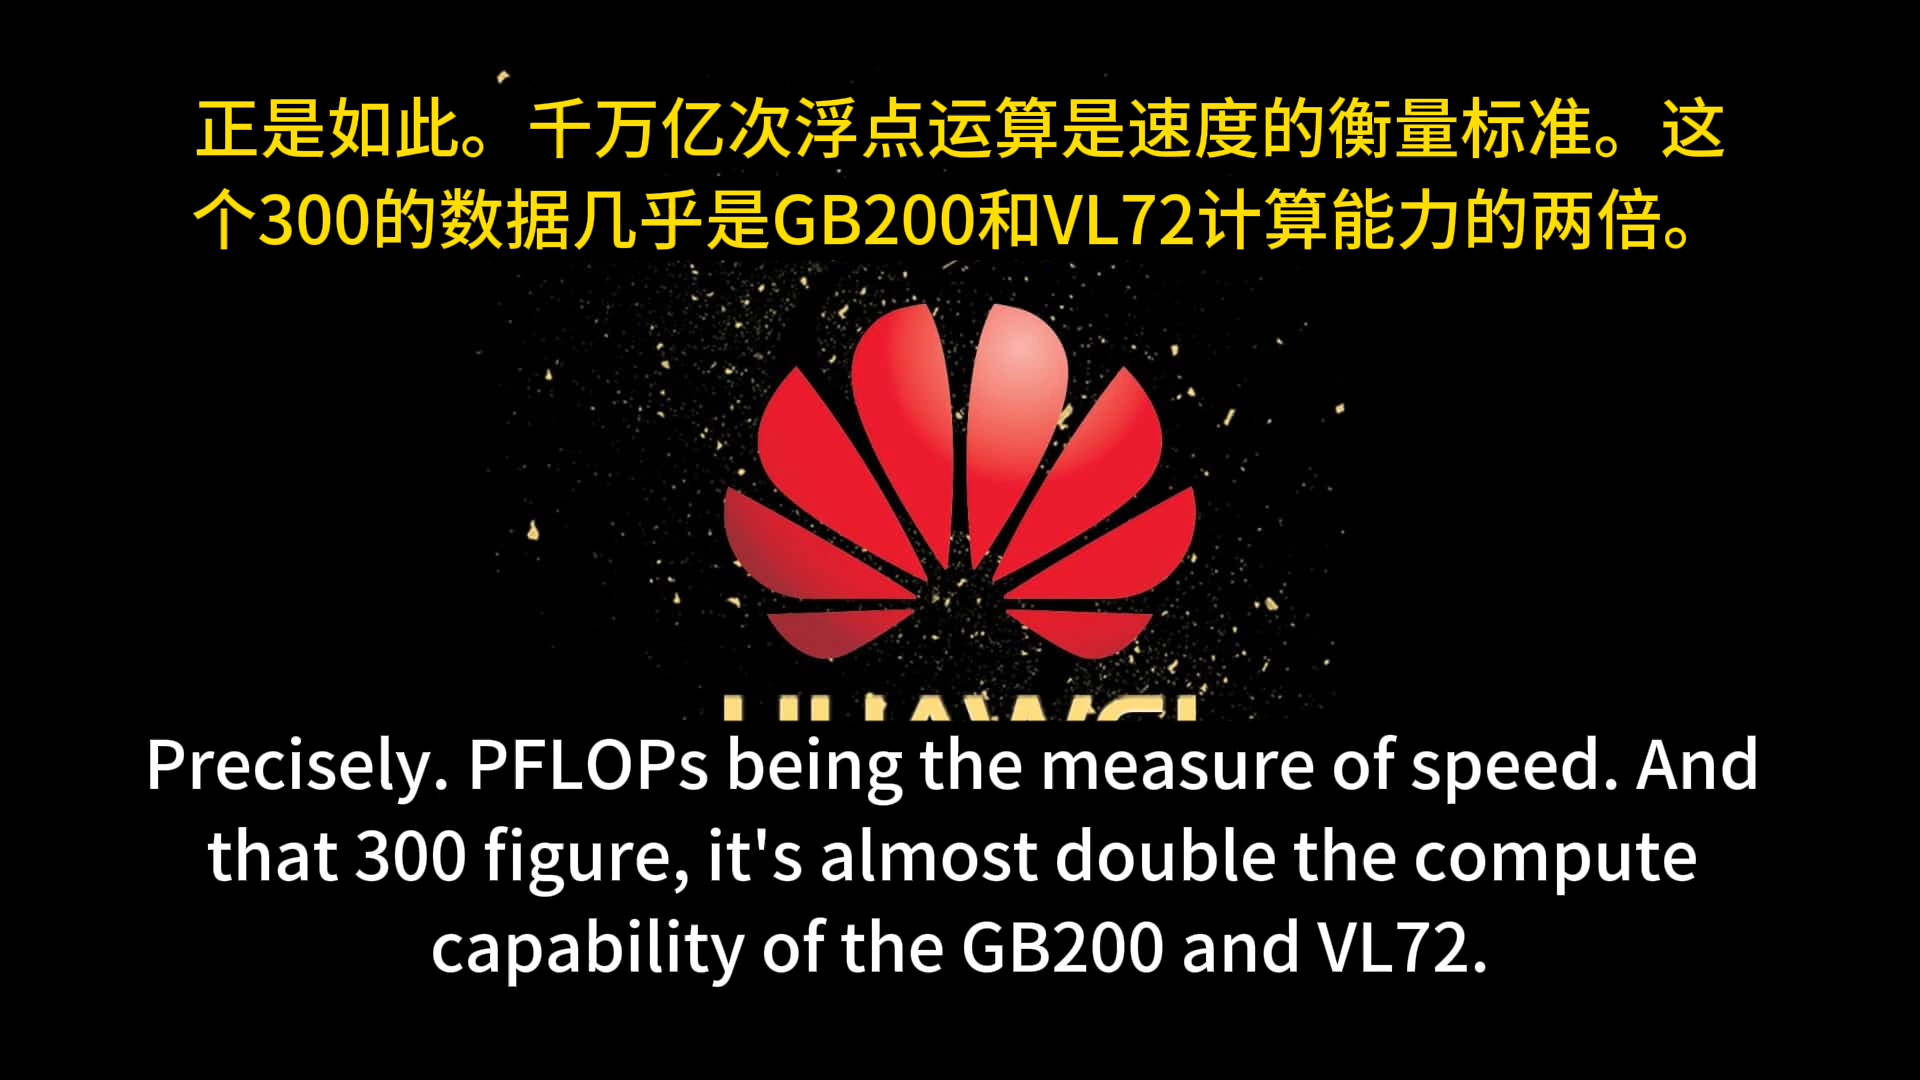 正是如此。千万亿次浮点运算是速度的衡量标准。这
个300的数据几乎是GB200和VL72计算能力的两倍。
HUAWEI
Precisely. PFLOPs being the measure of speed. And
that 300 figure, it's almost double the compute
capability of the GB200 and VL72.